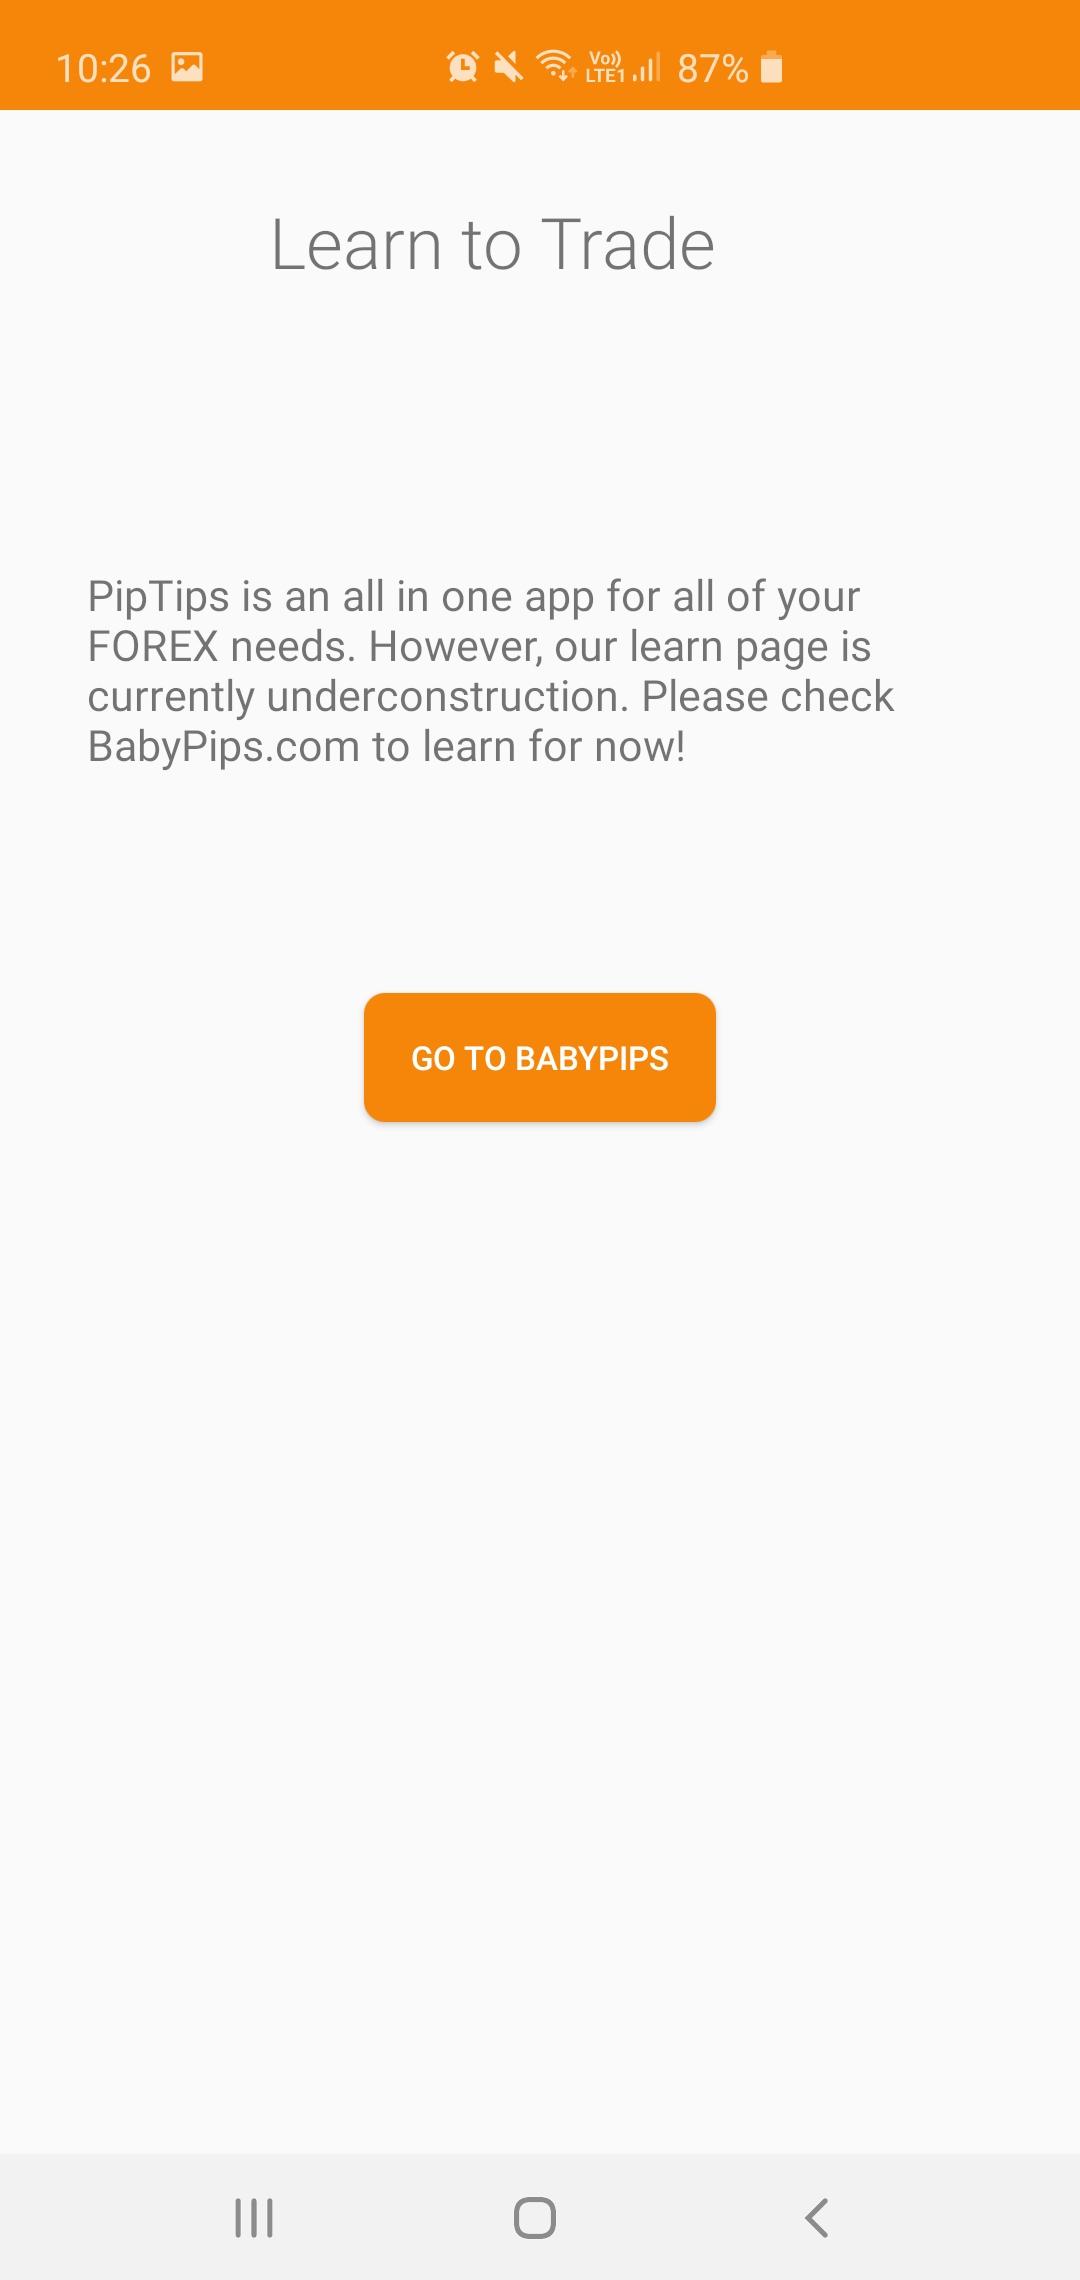 10:26
Vo)) LTE1 87%
Learn to Trade
PipTips is an all in one app for all of your
FOREX needs. However, our learn page is
currently underconstruction. Please check
BabyPips.com to learn for now!
GO TO BABYPIPS